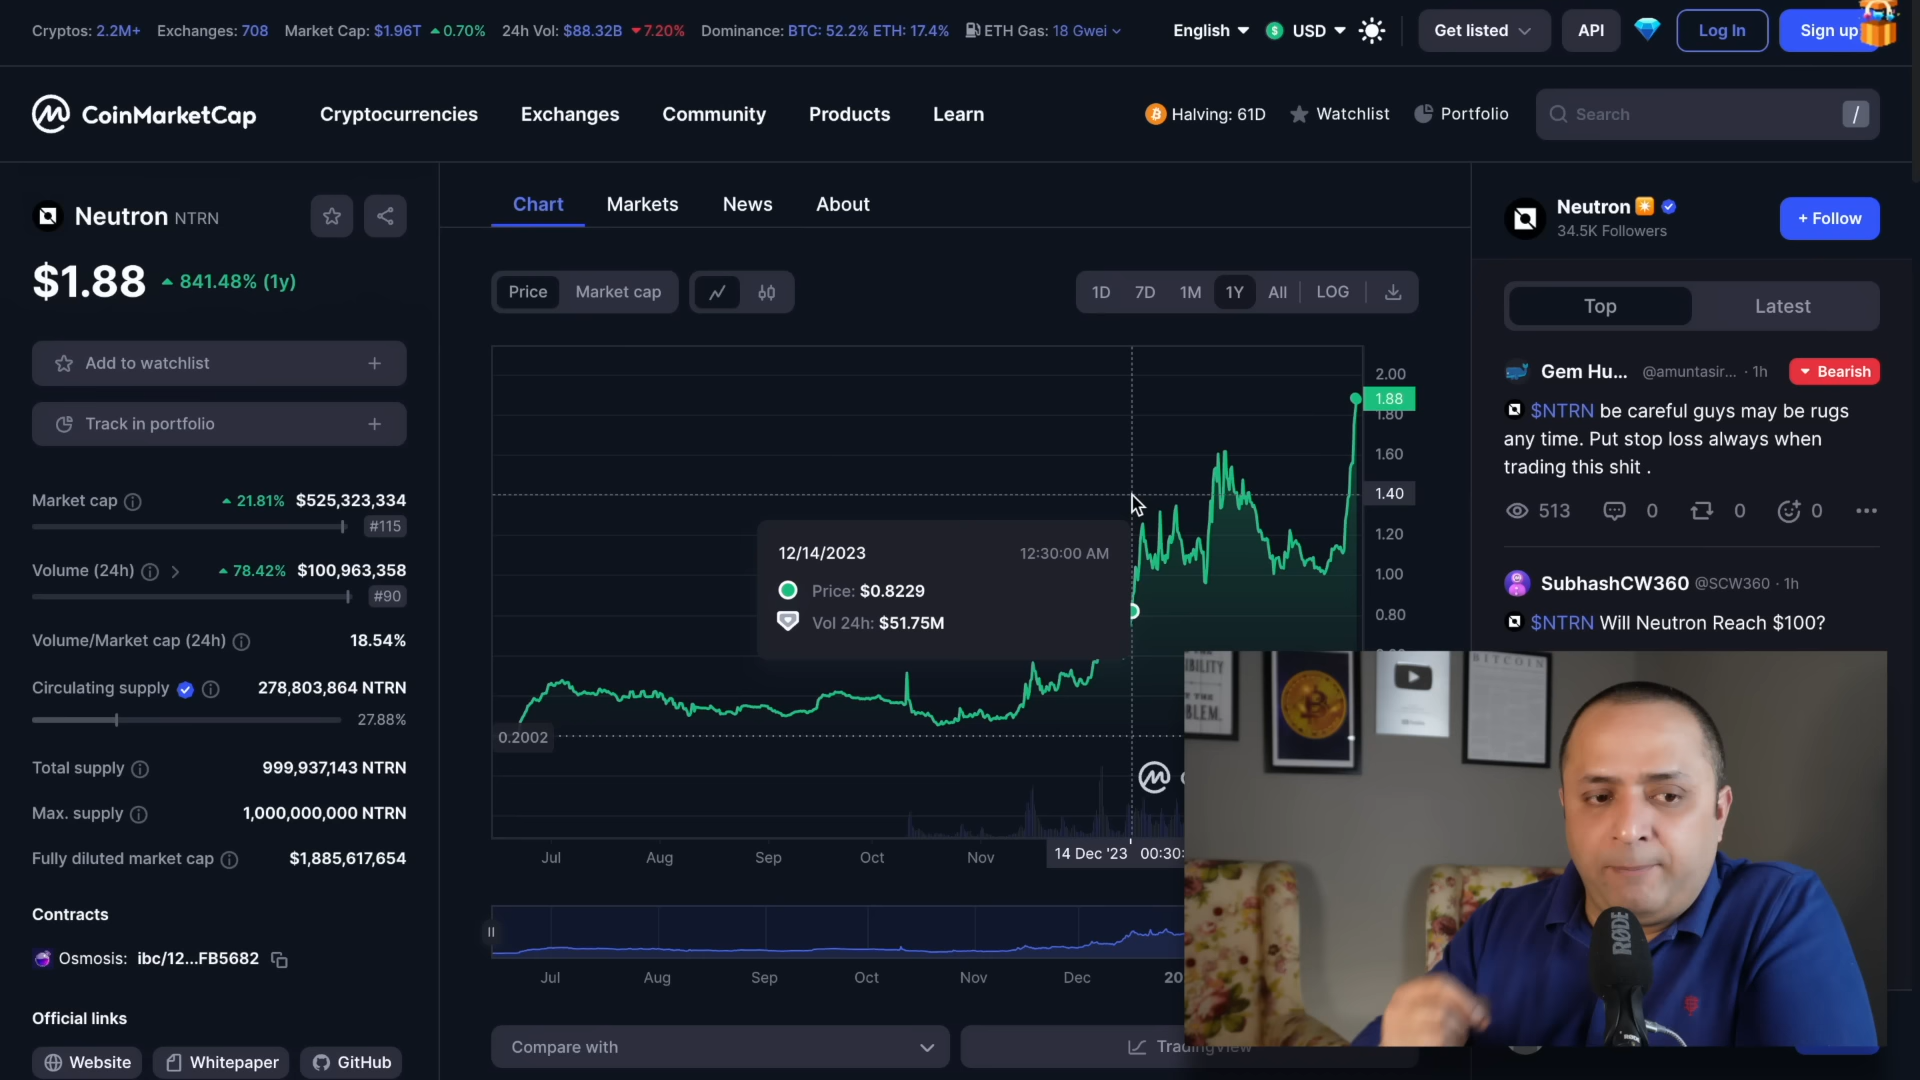 Cryptos: 2.2M+ Exchanges: 708 Market Cap: $1.96T 0.70% 24h Vol: $88.32B 7.20% Dominance: BTC: 52.2% ETH: 17.4% ETH Gas: 18 Gwei English USD Get listed API Log In Sign up
CoinMarketCap Cryptocurrencies Exchanges Community Products Learn Halving: 61D Watchlist Portfolio Search /
Neutron NTRN
$1.88 841.48% (1y)
Add to watchlist +
Track in portfolio +
Market cap 21.81% $525,323,334
#115
Volume (24h) 78.42% $100,963,358
#90
Volume/Market cap (24h) 18.54%
Circulating supply 278,803,864 NTRN
27.88%
Total supply 999,937,143 NTRN
Max. supply 1,000,000,000 NTRN
Fully diluted market cap $1,885,617,654
Contracts
Osmosis: ibc/12...FB5682
Official links
Website Whitepaper GitHub
Chart Markets News About
Price Market cap 1D 7D 1M 1Y All LOG
2.00
1.88
1.80
1.60
1.40
1.20
1.00
0.80
12/14/2023 12:30:00 AM
Price: $0.8229
Vol 24h: $51.75M
0.2002
Jul Aug Sep Oct Nov 14 Dec '23 00:30:
Jul Aug Sep Oct Nov Dec 20
Compare with TradingView
Neutron
34.5K Followers
+ Follow
Top Latest
Gem Hu... @amuntasir... · 1h Bearish
$NTRN be careful guys may be rugs
any time. Put stop loss always when
trading this shit .
513 0 0 0
SubhashCW360 @SCW360 · 1h
$NTRN Will Neutron Reach $100?
IBILITY
BLEM.
BITCOIN
RØDE